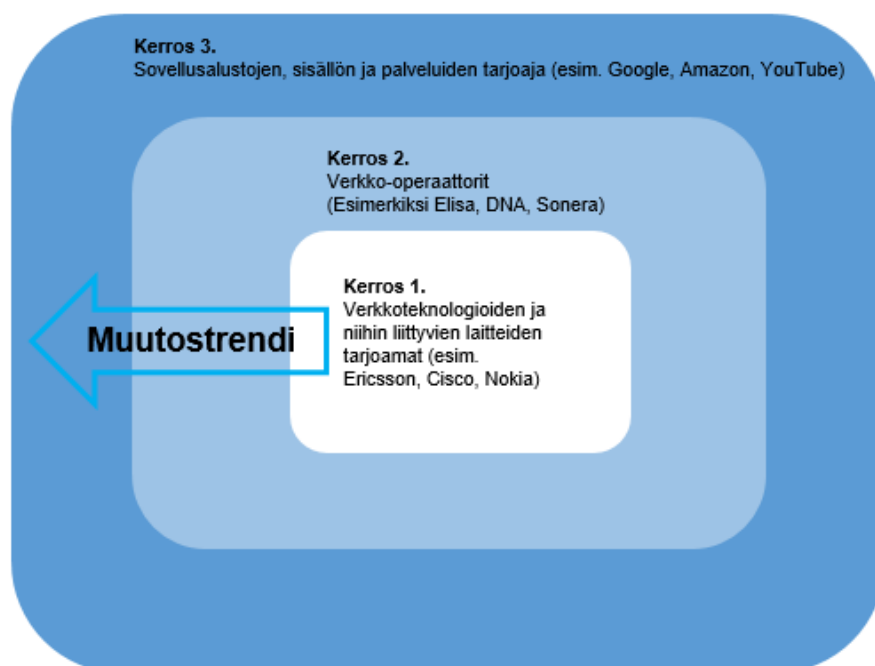 Kerros 3.
Sovellusalustojen, sisällön ja palveluiden tarjoaja (esim. Google, Amazon, YouTube)
Kerros 2.
Verkko-operaattorit
(Esimerkiksi Elisa, DNA, Sonera)
Kerros 1.
Verkkoteknologioiden ja
niihin liittyvien laitteiden
tarjoamat (esim.
Ericsson, Cisco, Nokia)
Muutostrendi